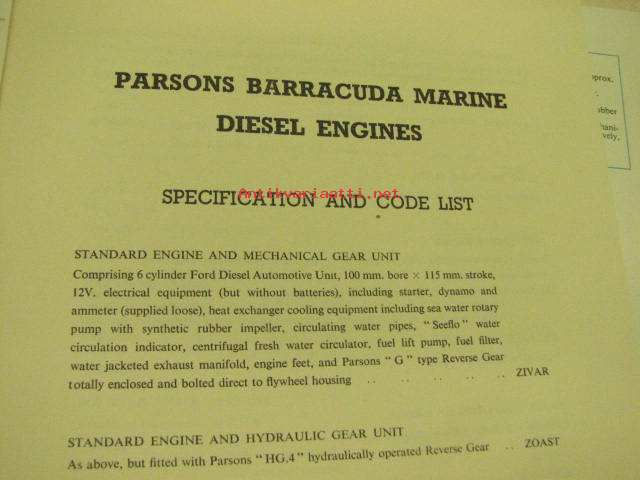 PARSONS BARRACUDA MARINE
DIESEL ENGINES
SPECIFICATION AND CODE LIST
Antikvariaatti.net
STANDARD ENGINE AND MECHANICAL GEAR UNIT
Comprising 6 cylinder Ford Diesel Automotive Unit, 100 mm. bore × 115 mm. stroke,
12V. electrical equipment (but without batteries), including starter, dynamo and
ammeter (supplied loose), heat exchanger cooling equipment including sea water rotary
pump with synthetic rubber impeller, circulating water pipes, "Seeflo" water
circulation indicator, centrifugal fresh water circulator, fuel lift pump, fuel filter,
water jacketed exhaust manifold, engine feet, and Parsons "G" type Reverse Gear
totally enclosed and bolted direct to flywheel housing .. .. .. .. .. ZIVAR
STANDARD ENGINE AND HYDRAULIC GEAR UNIT
As above, but fitted with Parsons "HG,4" hydraulically operated Reverse Gear .. ZOAST
prox.
bber
ani-
vely,